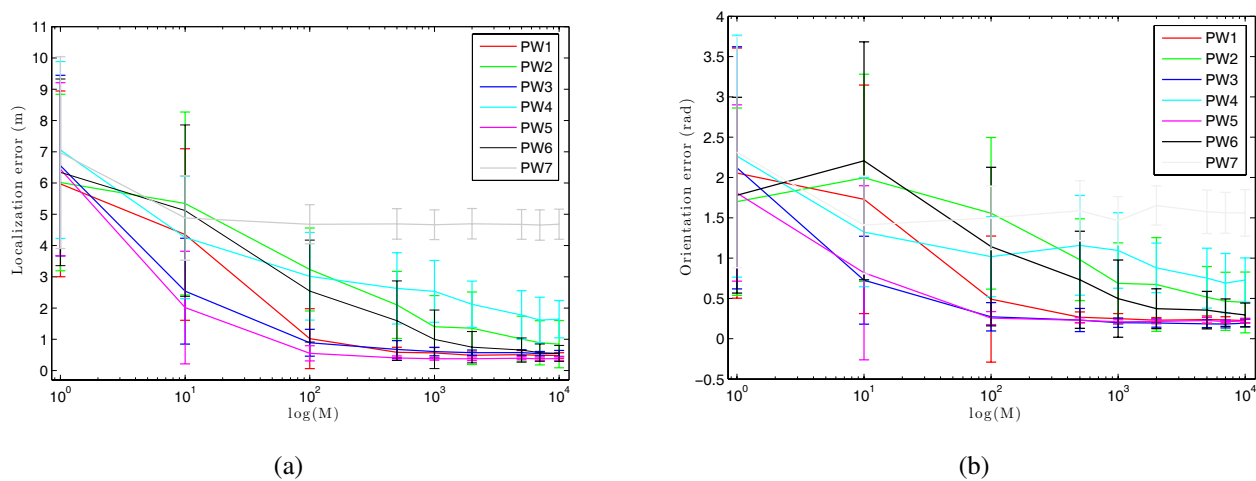 11
10
9
8
7
6
5
4
3
2
1
0
Localization error (m)
10^0
10^1
10^2
10^3
10^4
log(M)
PW1
PW2
PW3
PW4
PW5
PW6
PW7
(a)
4
3.5
3
2.5
2
1.5
1
0.5
0
−0.5
Orientation error (rad)
10^0
10^1
10^2
10^3
10^4
log(M)
PW1
PW2
PW3
PW4
PW5
PW6
PW7
(b)